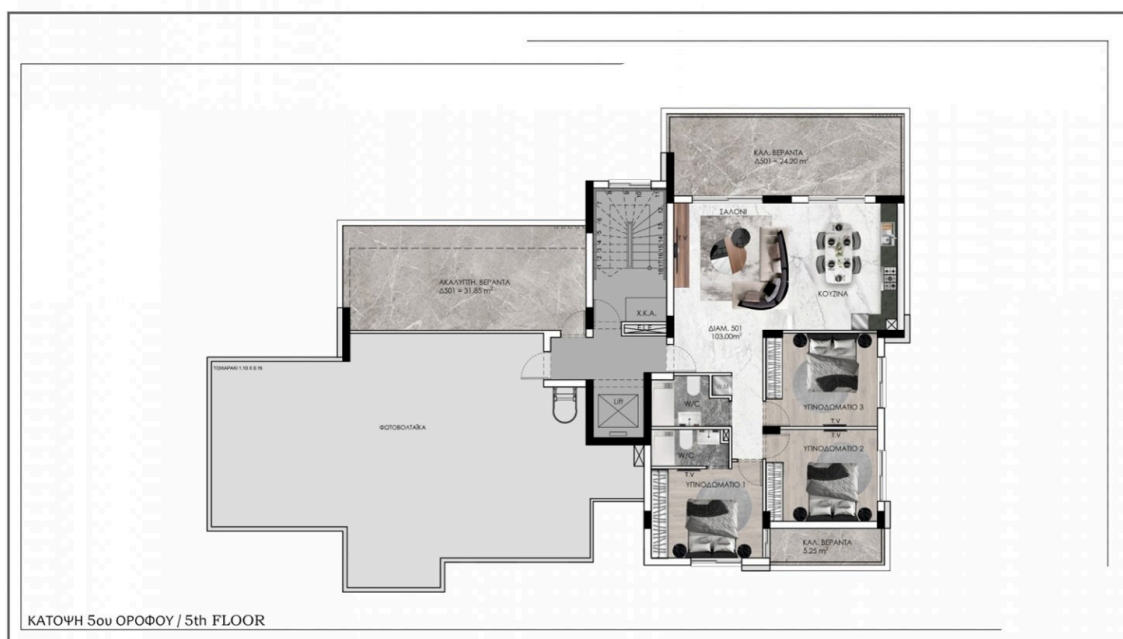 ΚΑΛ. ΒΕΡΑΝΤΑ
Δ501 = 24.20 m²
ΣΑΛΟΝΙ
T.V
ΚΟΥΖΙΝΑ
ΑΚΑΛΥΠΤΗ. ΒΕΡΑΝΤΑ
Δ501 = 31.85 m²
Χ.Κ.Α.
ΔΙΑΜ. 501
103.00m²
ΦΩΤΟΒΟΛΤΑΪΚΑ
Lift
W/C
ΥΠΝΟΔΩΜΑΤΙΟ 3
T.V
T.V
ΥΠΝΟΔΩΜΑΤΙΟ 2
W/C
T.V
ΥΠΝΟΔΩΜΑΤΙΟ 1
ΚΑΛ. ΒΕΡΑΝΤΑ
5.25 m²
ΚΑΤΟΨΗ 5ου ΟΡΟΦΟΥ / 5th FLOOR